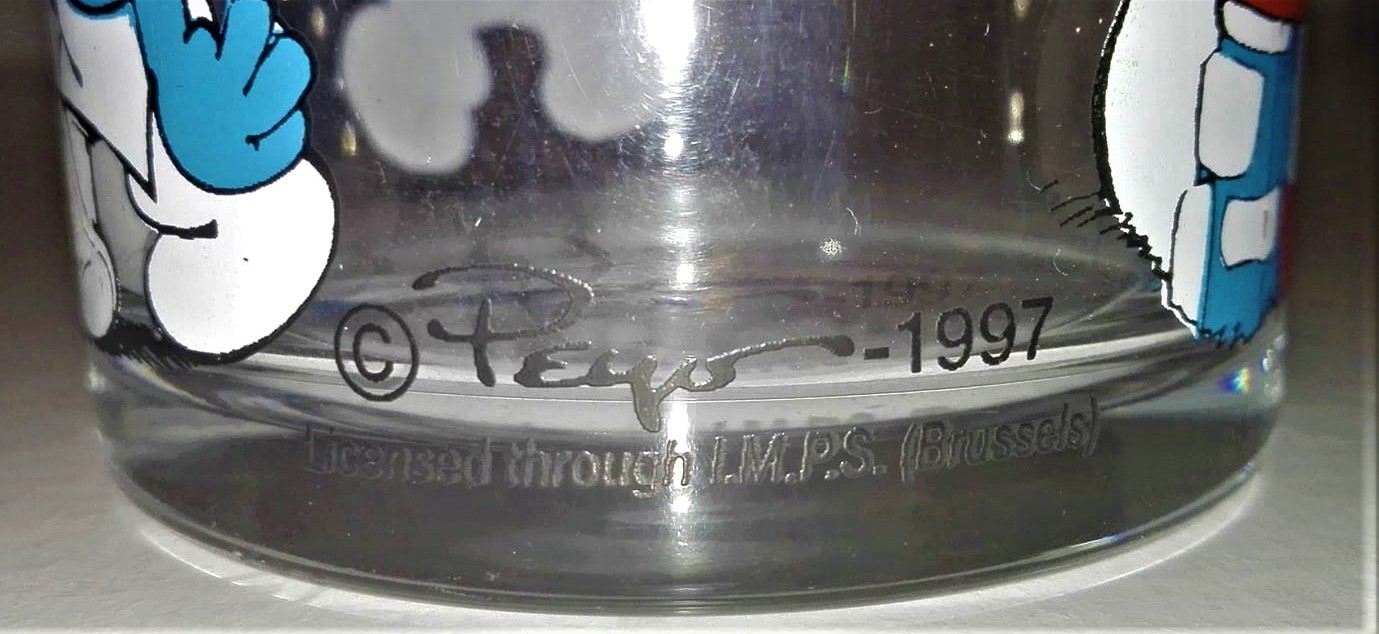 © Peyo -1997
Licensed through I.M.P.S. (Brussels)